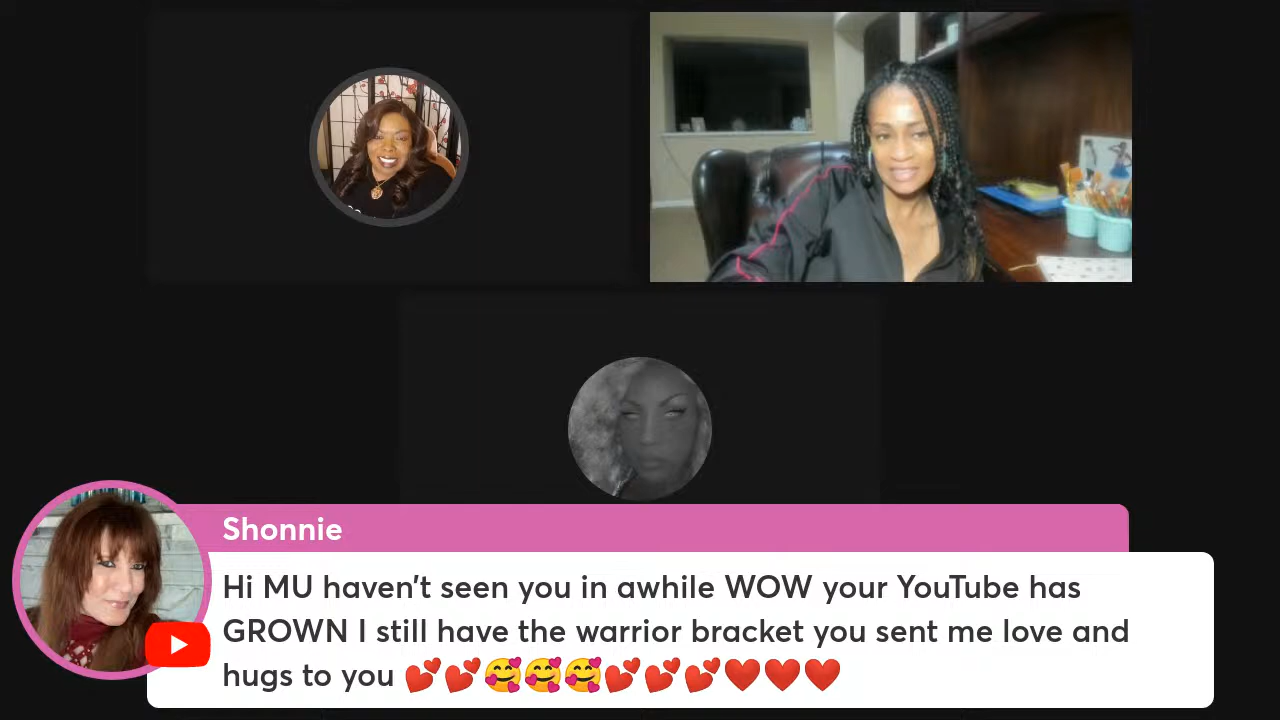 Shonnie
Hi MU haven't seen you in awhile WOW your YouTube has
GROWN I still have the warrior bracket you sent me love and
hugs to you 💕💕🥰🥰🥰💕💕💕❤️❤️❤️